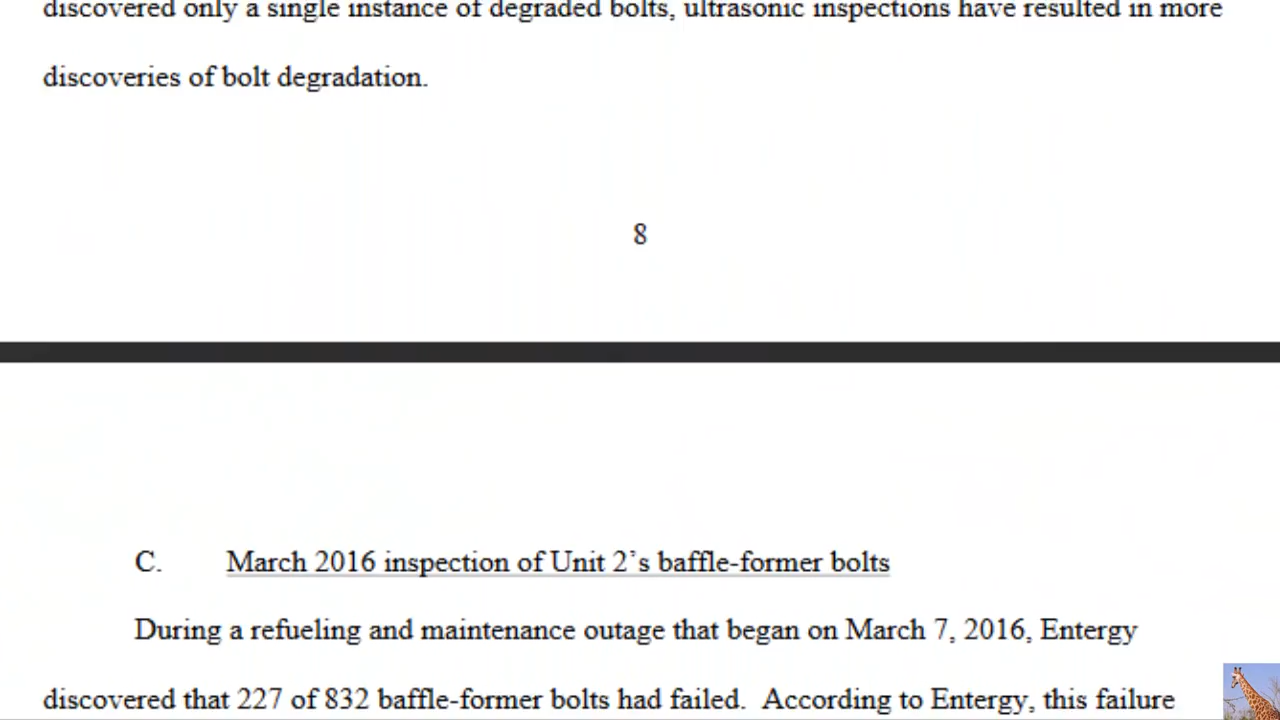 discovered only a single instance of degraded bolts, ultrasonic inspections have resulted in more
discoveries of bolt degradation.
8
C. March 2016 inspection of Unit 2’s baffle-former bolts
During a refueling and maintenance outage that began on March 7, 2016, Entergy
discovered that 227 of 832 baffle-former bolts had failed.  According to Entergy, this failure